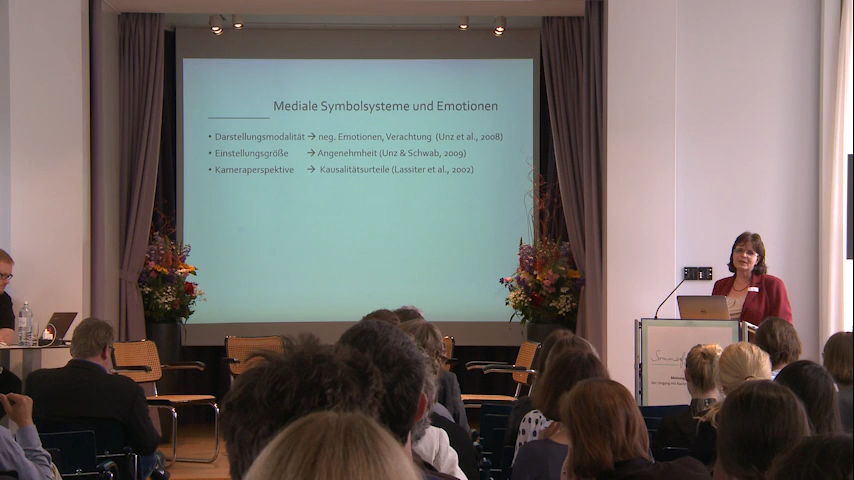 Mediale Symbolsysteme und Emotionen
• Darstellungsmodalität → neg. Emotionen, Verachtung (Unz et al., 2008)
• Einstellungsgröße → Angenehmheit (Unz & Schwab, 2009)
• Kameraperspektive → Kausalitätsurteile (Lassiter et al., 2002)